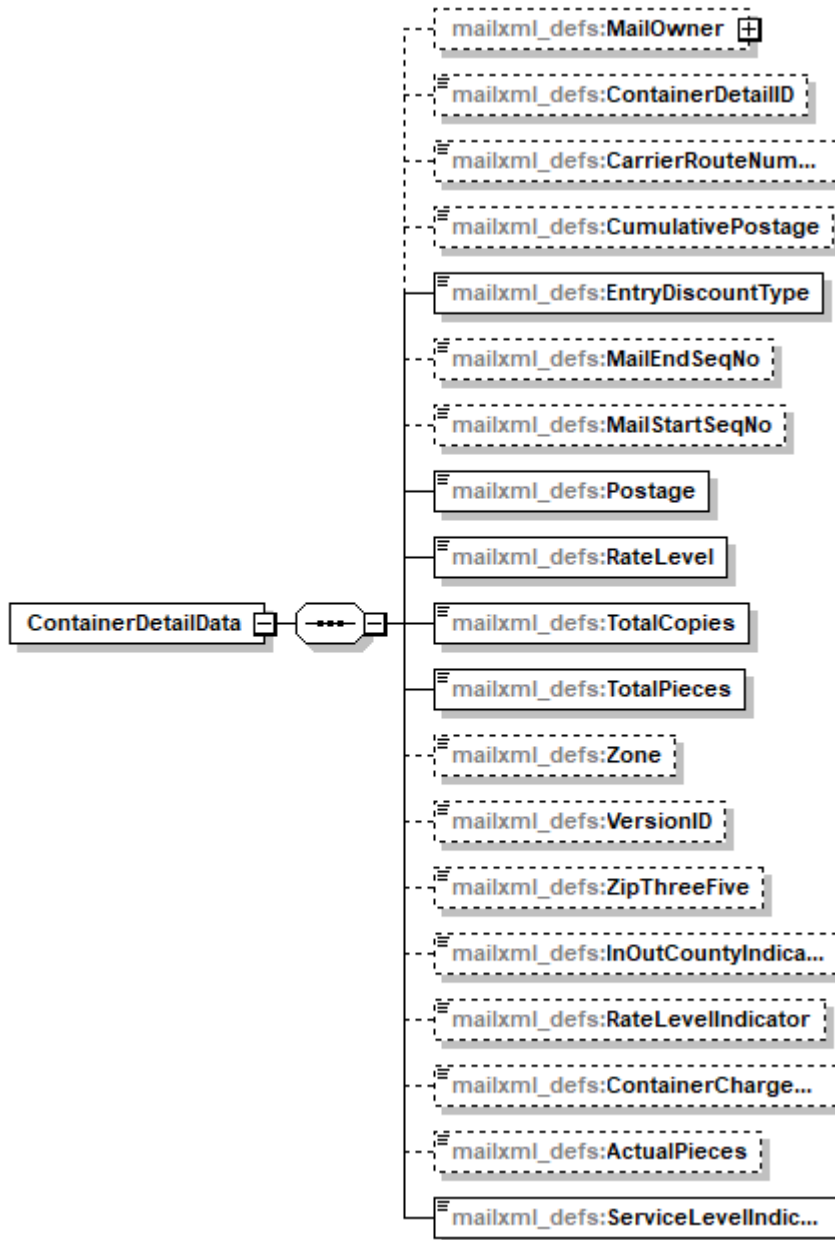 mailxml_defs:MailOwner
mailxml_defs:ContainerDetailID
mailxml_defs:CarrierRouteNum...
mailxml_defs:CumulativePostage
mailxml_defs:EntryDiscountType
mailxml_defs:MailEndSeqNo
mailxml_defs:MailStartSeqNo
mailxml_defs:Postage
mailxml_defs:RateLevel
ContainerDetailData
mailxml_defs:TotalCopies
mailxml_defs:TotalPieces
mailxml_defs:Zone
mailxml_defs:VersionID
mailxml_defs:ZipThreeFive
mailxml_defs:InOutCountyIndica...
mailxml_defs:RateLevelIndicator
mailxml_defs:ContainerCharge...
mailxml_defs:ActualPieces
mailxml_defs:ServiceLevelIndic...